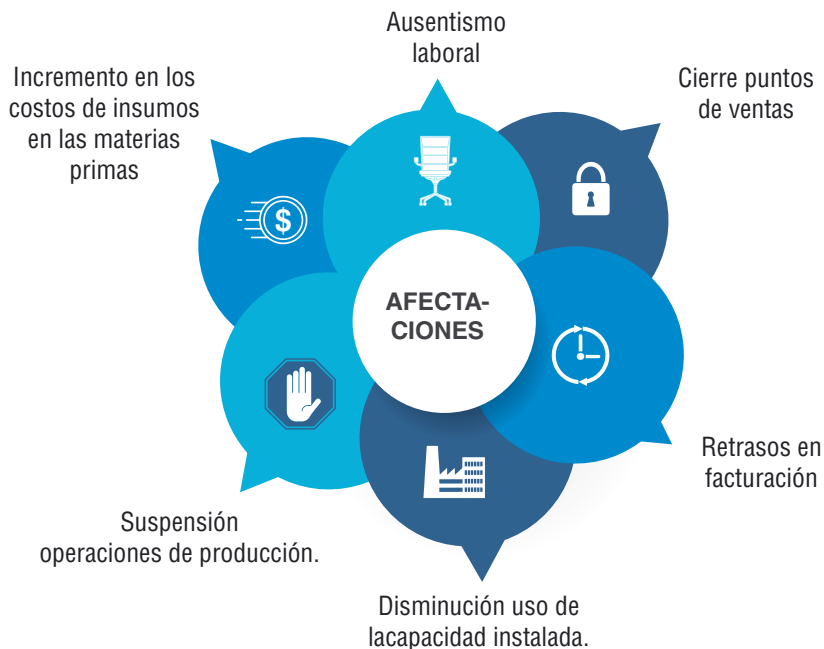 Ausentismo
laboral
Incremento en los
costos de insumos
en las materias
primas
Cierre puntos
de ventas
$
AFECTA-
CIONES
Retrasos en
facturación
Suspensión
operaciones de producción.
Disminución uso de
lacapacidad instalada.